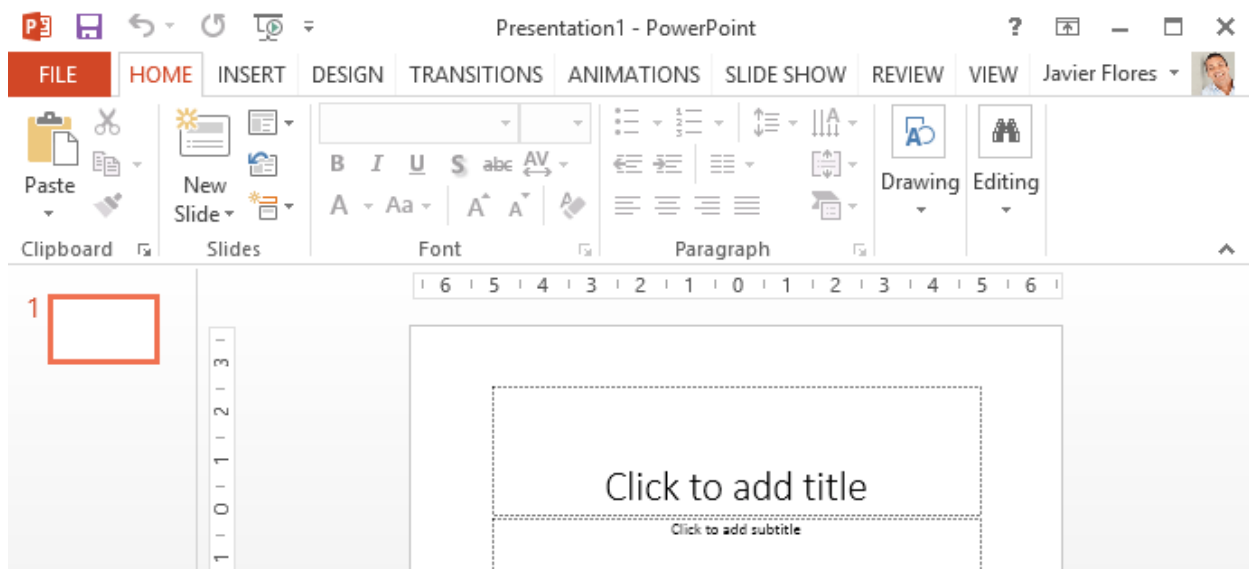 Presentation1 - PowerPoint ?
FILE HOME INSERT DESIGN TRANSITIONS ANIMATIONS SLIDE SHOW REVIEW VIEW Javier Flores
B I U S abc AV
Paste New Slide Drawing Editing
A Aa A A
Clipboard Slides Font Paragraph
6 5 4 3 2 1 0 1 2 3 4 5 6
1
3
2
1
0
1
Click to add title
Click to add subtitle